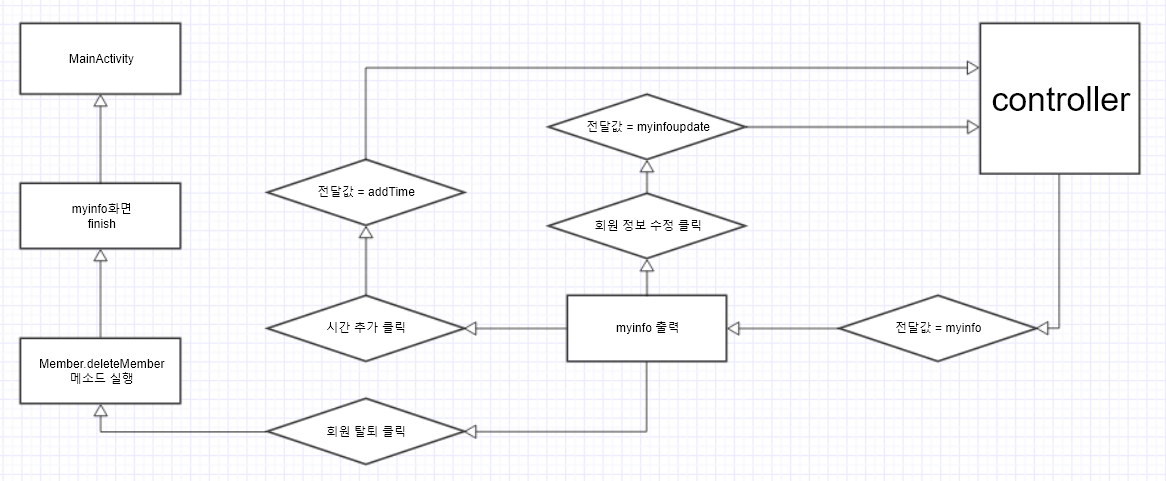 MainActivity
controller
전달값 = myinfoupdate
전달값 = addTime
myinfo화면
finish
회원 정보 수정 클릭
시간 추가 클릭
myinfo 출력
전달값 = myinfo
Member.deleteMember
메소드 실행
회원 탈퇴 클릭